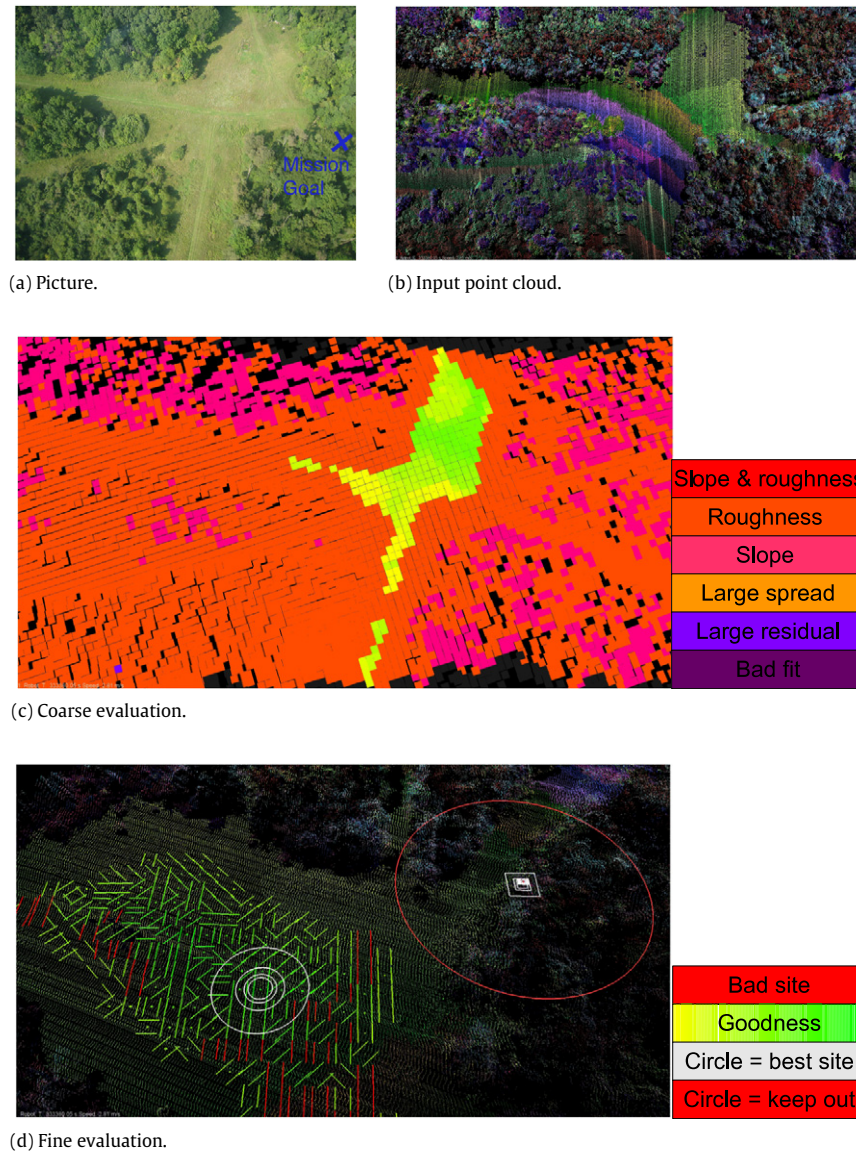 Mission
Goal
(a) Picture.
(b) Input point cloud.
Slope & roughness
Roughness
Slope
Large spread
Large residual
Bad fit
(c) Coarse evaluation.
Bad site
Goodness
Circle = best site
Circle = keep out
(d) Fine evaluation.